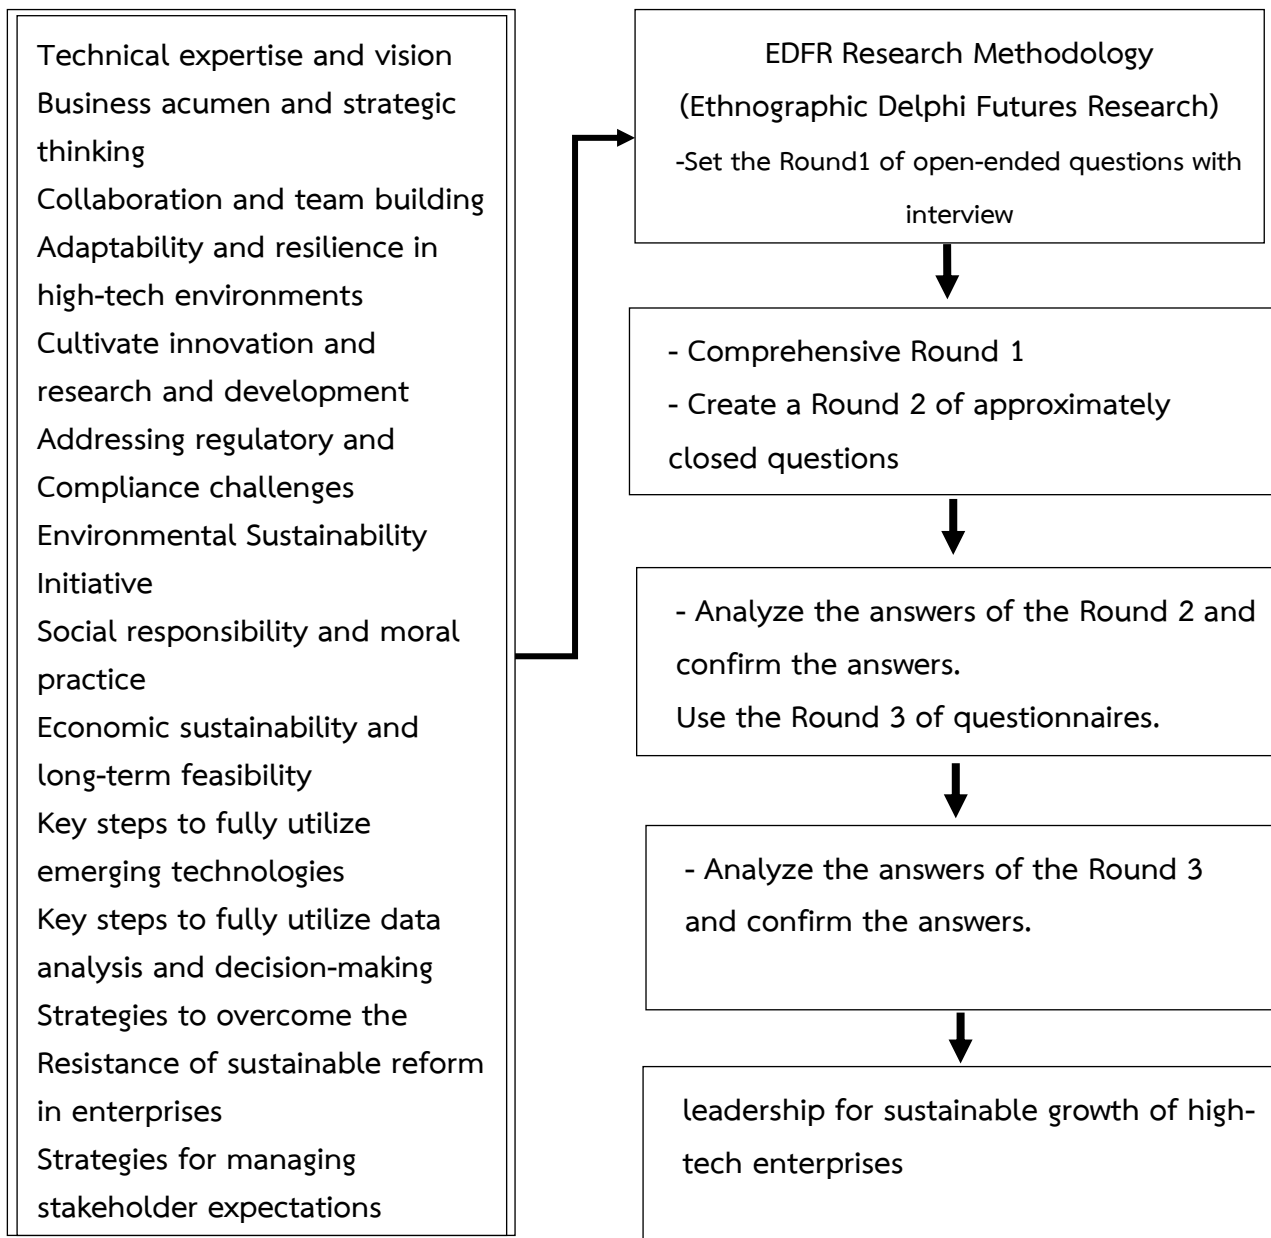 Technical expertise and vision
Business acumen and strategic
thinking
Collaboration and team building
Adaptability and resilience in
high-tech environments
Cultivate innovation and
research and development
Addressing regulatory and
Compliance challenges
Environmental Sustainability
Initiative
Social responsibility and moral
practice
Economic sustainability and
long-term feasibility
Key steps to fully utilize
emerging technologies
Key steps to fully utilize data
analysis and decision-making
Strategies to overcome the
Resistance of sustainable reform
in enterprises
Strategies for managing
stakeholder expectations
EDFR Research Methodology
(Ethnographic Delphi Futures Research)
-Set the Round1 of open-ended questions with
interview
- Comprehensive Round 1
- Create a Round 2 of approximately
closed questions
- Analyze the answers of the Round 2 and
confirm the answers.
Use the Round 3 of questionnaires.
- Analyze the answers of the Round 3
and confirm the answers.
leadership for sustainable growth of high-
tech enterprises